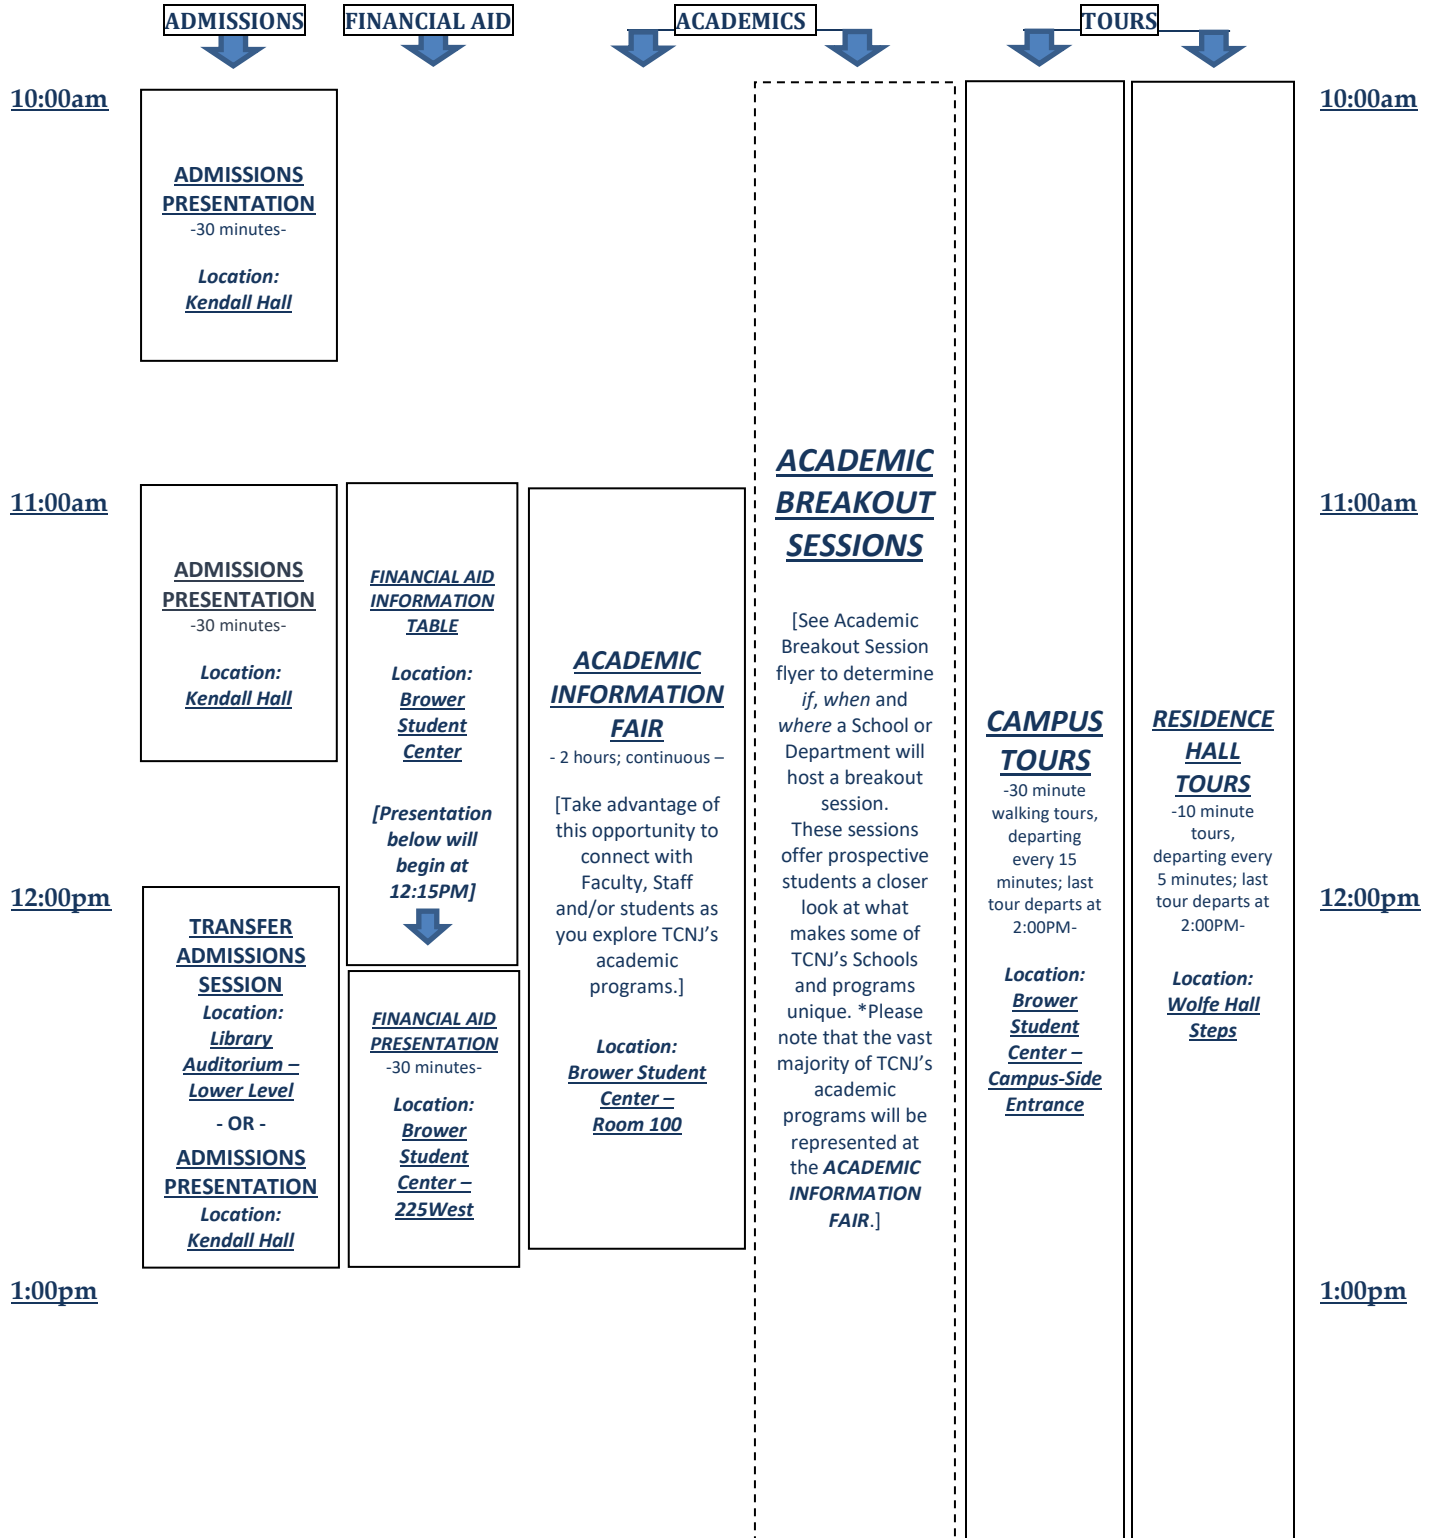 ADMISSIONS
FINANCIAL AID
ACADEMICS
TOURS
10:00am
10:00am
ADMISSIONS
PRESENTATION
-30 minutes-
Location:
Kendall Hall
11:00am
11:00am
ADMISSIONS
PRESENTATION
-30 minutes-
Location:
Kendall Hall
12:00pm
12:00pm
TRANSFER
ADMISSIONS
SESSION
Location:
Library
Auditorium –
Lower Level
- OR -
ADMISSIONS
PRESENTATION
Location:
Kendall Hall
1:00pm
1:00pm
FINANCIAL AID
INFORMATION
TABLE
Location:
Brower
Student
Center
[Presentation
below will
begin at
12:15PM]
FINANCIAL AID
PRESENTATION
-30 minutes-
Location:
Brower
Student
Center –
225West
ACADEMIC
INFORMATION
FAIR
- 2 hours; continuous –
[Take advantage of
this opportunity to
connect with
Faculty, Staff
and/or students as
you explore TCNJ’s
academic
programs.]
Location:
Brower Student
Center –
Room 100
ACADEMIC
BREAKOUT
SESSIONS
[See Academic
Breakout Session
flyer to determine
if, when and
where a School or
Department will
host a breakout
session.
These sessions
offer prospective
students a closer
look at what
makes some of
TCNJ’s Schools
and programs
unique. *Please
note that the vast
majority of TCNJ’s
academic
programs will be
represented at
the ACADEMIC
INFORMATION
FAIR.]
CAMPUS
TOURS
-30 minute
walking tours,
departing
every 15
minutes; last
tour departs at
2:00PM-
Location:
Brower
Student
Center –
Campus-Side
Entrance
RESIDENCE
HALL
TOURS
-10 minute
tours,
departing every
5 minutes; last
tour departs at
2:00PM-
Location:
Wolfe Hall
Steps